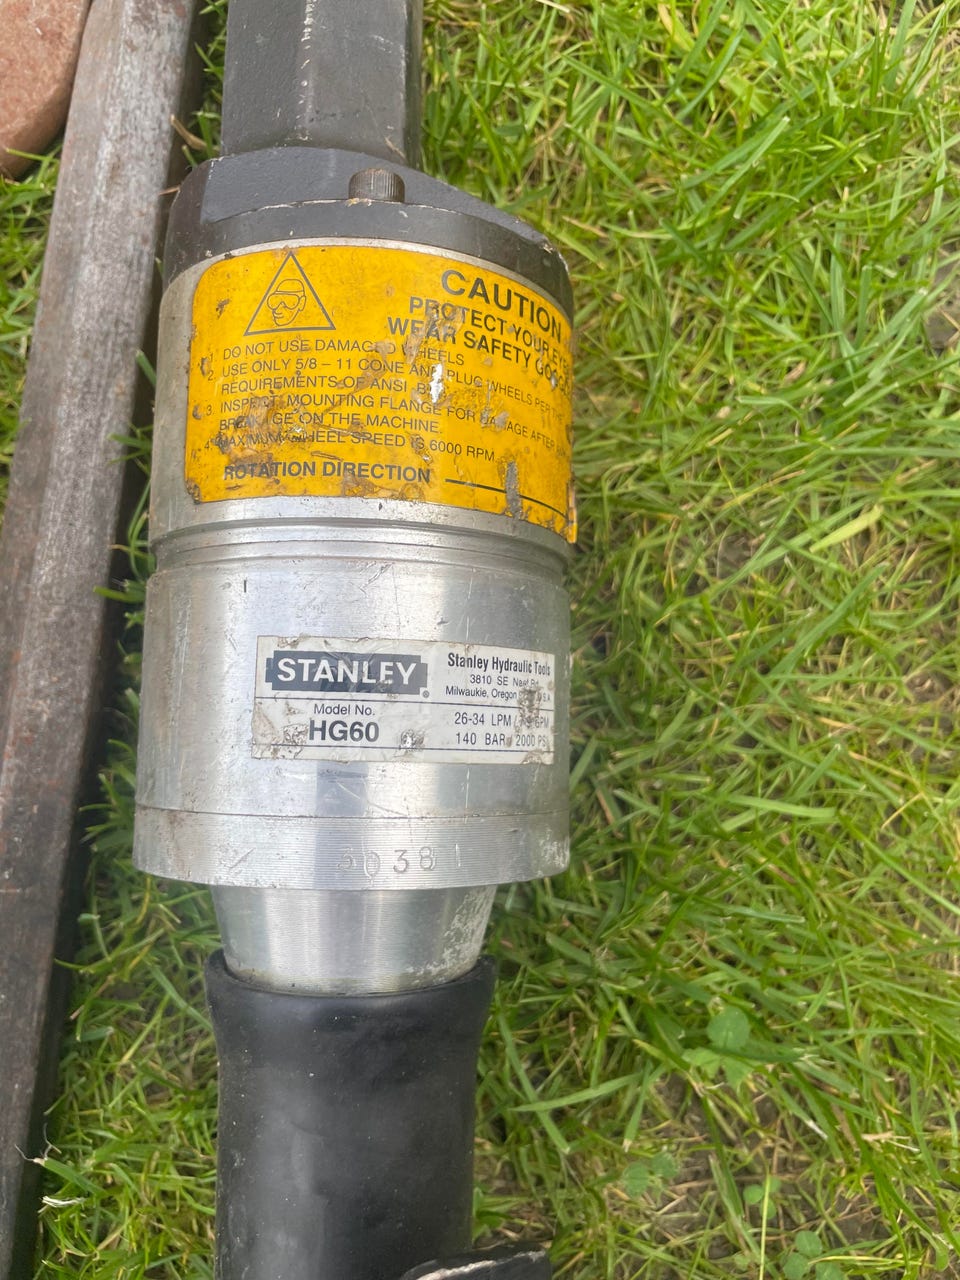 CAUTION
PROTECT YOUR EYES
WEAR SAFETY
1. DO NOT USE DAMAGED WHEELS
2. USE ONLY 5/8 – 11 CONE AND PLUG WHEELS PER THE
REQUIREMENTS OF ANSI
3. INSPECT MOUNTING FLANGE FOR DAMAGE AFTER
BREAKAGE ON THE MACHINE.
4. MAXIMUM WHEEL SPEED IS 6000 RPM
ROTATION DIRECTION
STANLEY®
Stanley Hydraulic Tools
3810 SE
Milwaukie, Oregon U.S.A
Model No.
HG60
26-34 LPM / GPM
140 BAR / 2000 PSI
3038